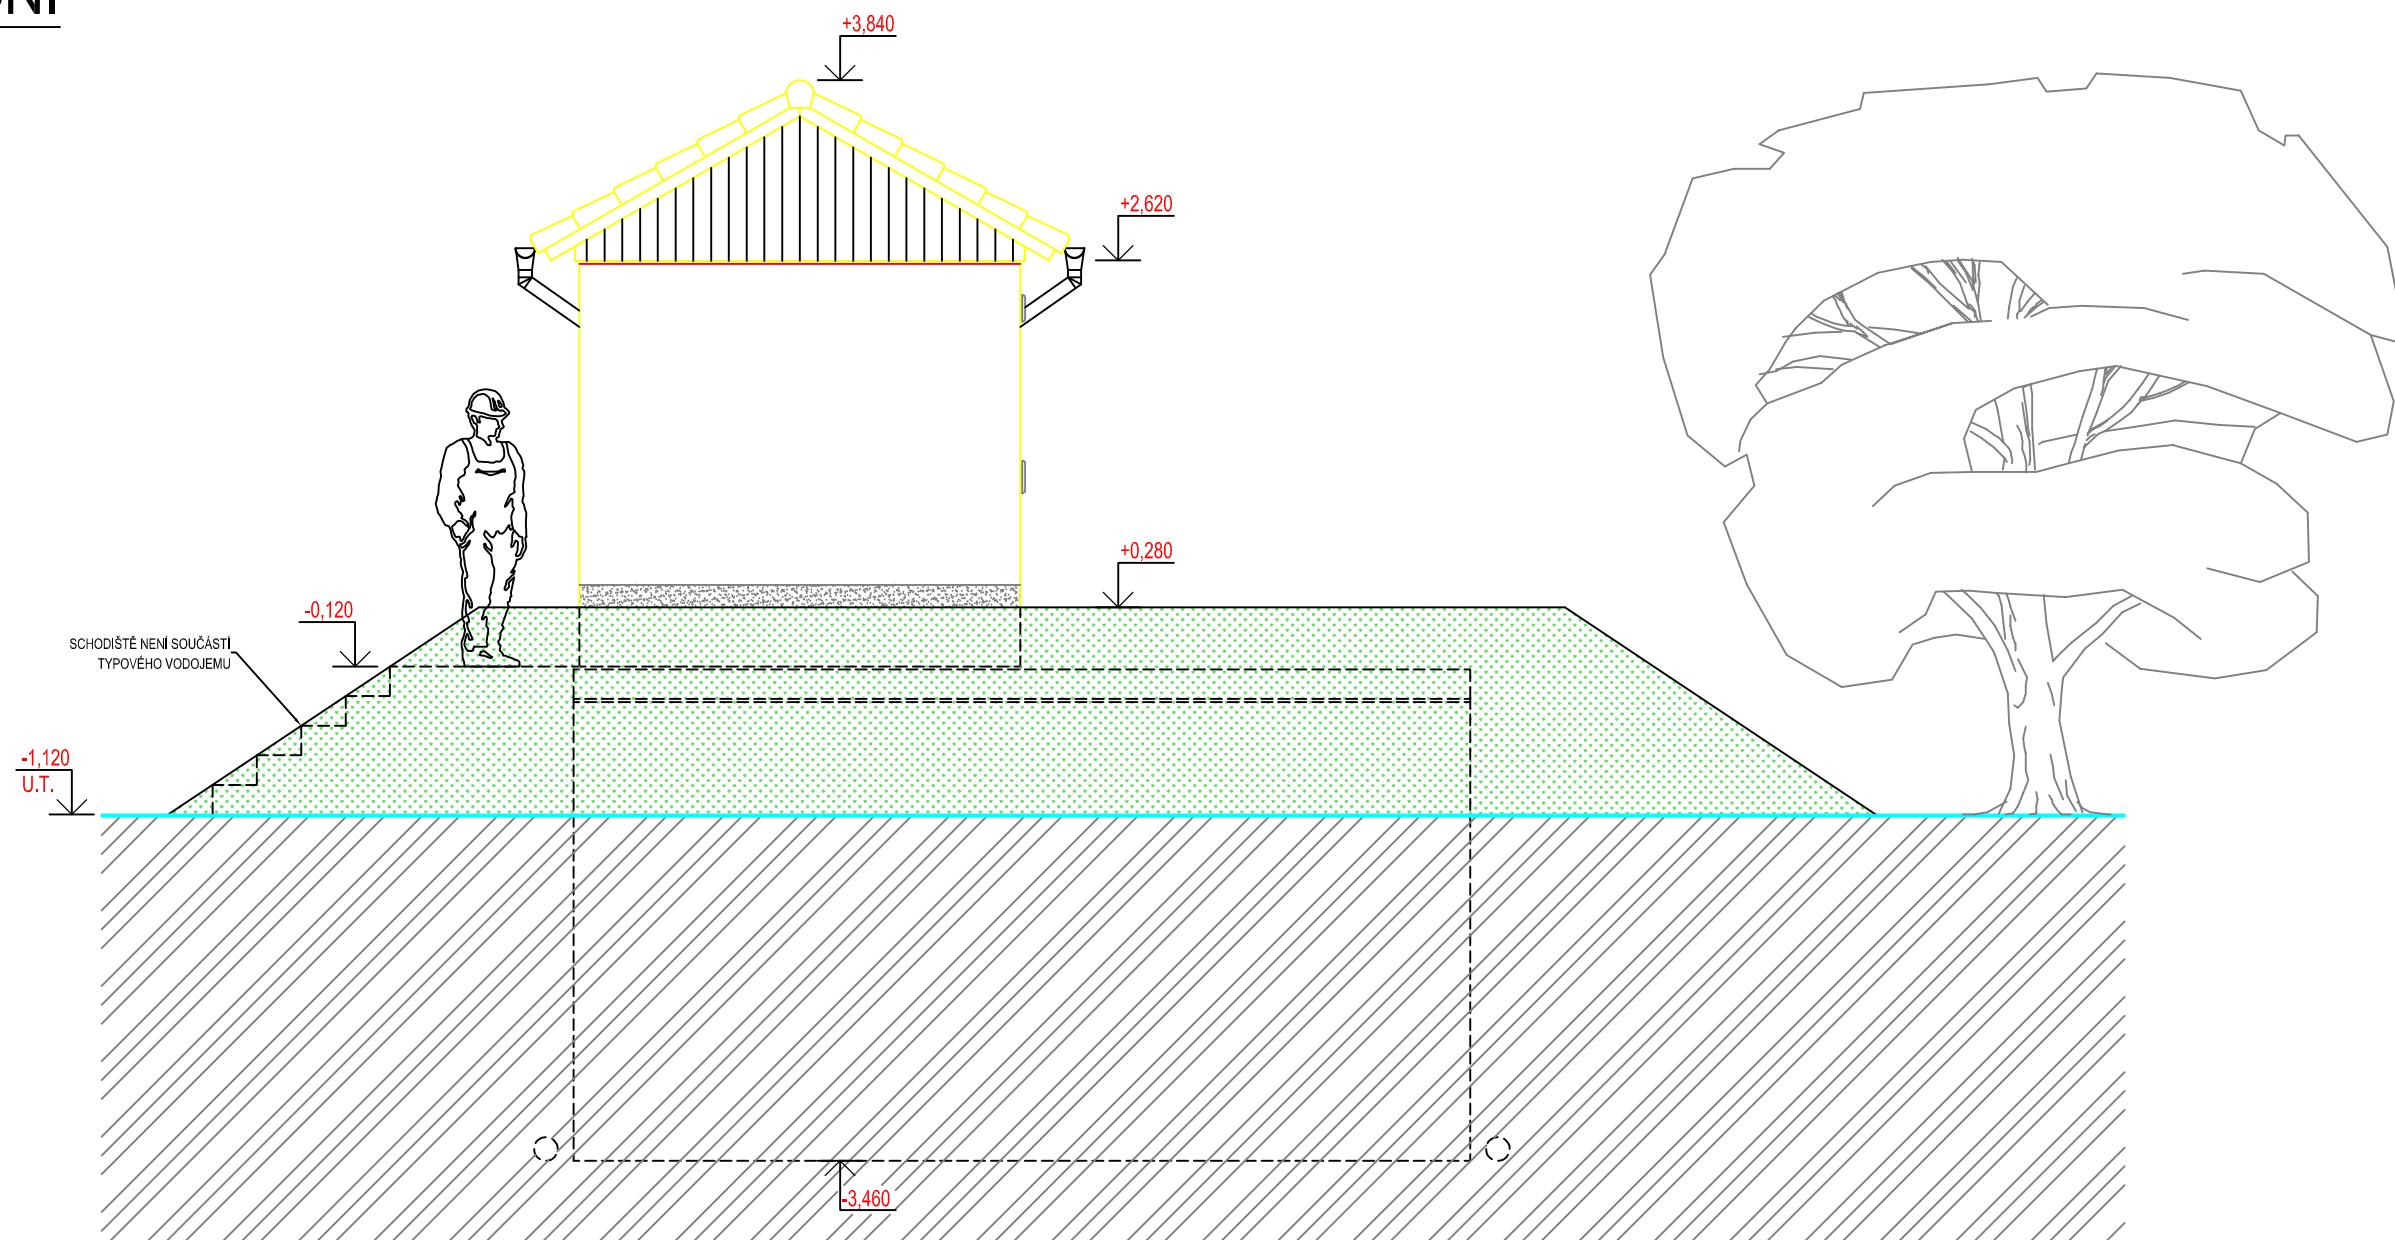 +3,840
+2,620
+0,280
-0,120
SCHODIŠTĚ NENÍ SOUČÁSTÍ
TYPOVÉHO VODOJEMU
-1,120
U.T.
-3,460